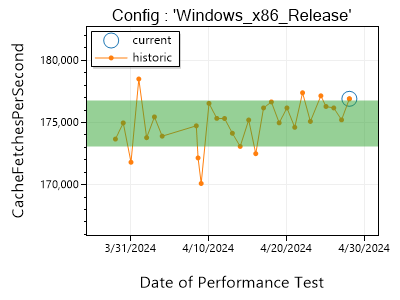 Config : 'Windows_x86_Release'
current
historic
CacheFetchesPerSecond
180,000
175,000
170,000
3/31/2024
4/10/2024
4/20/2024
4/30/2024
Date of Performance Test